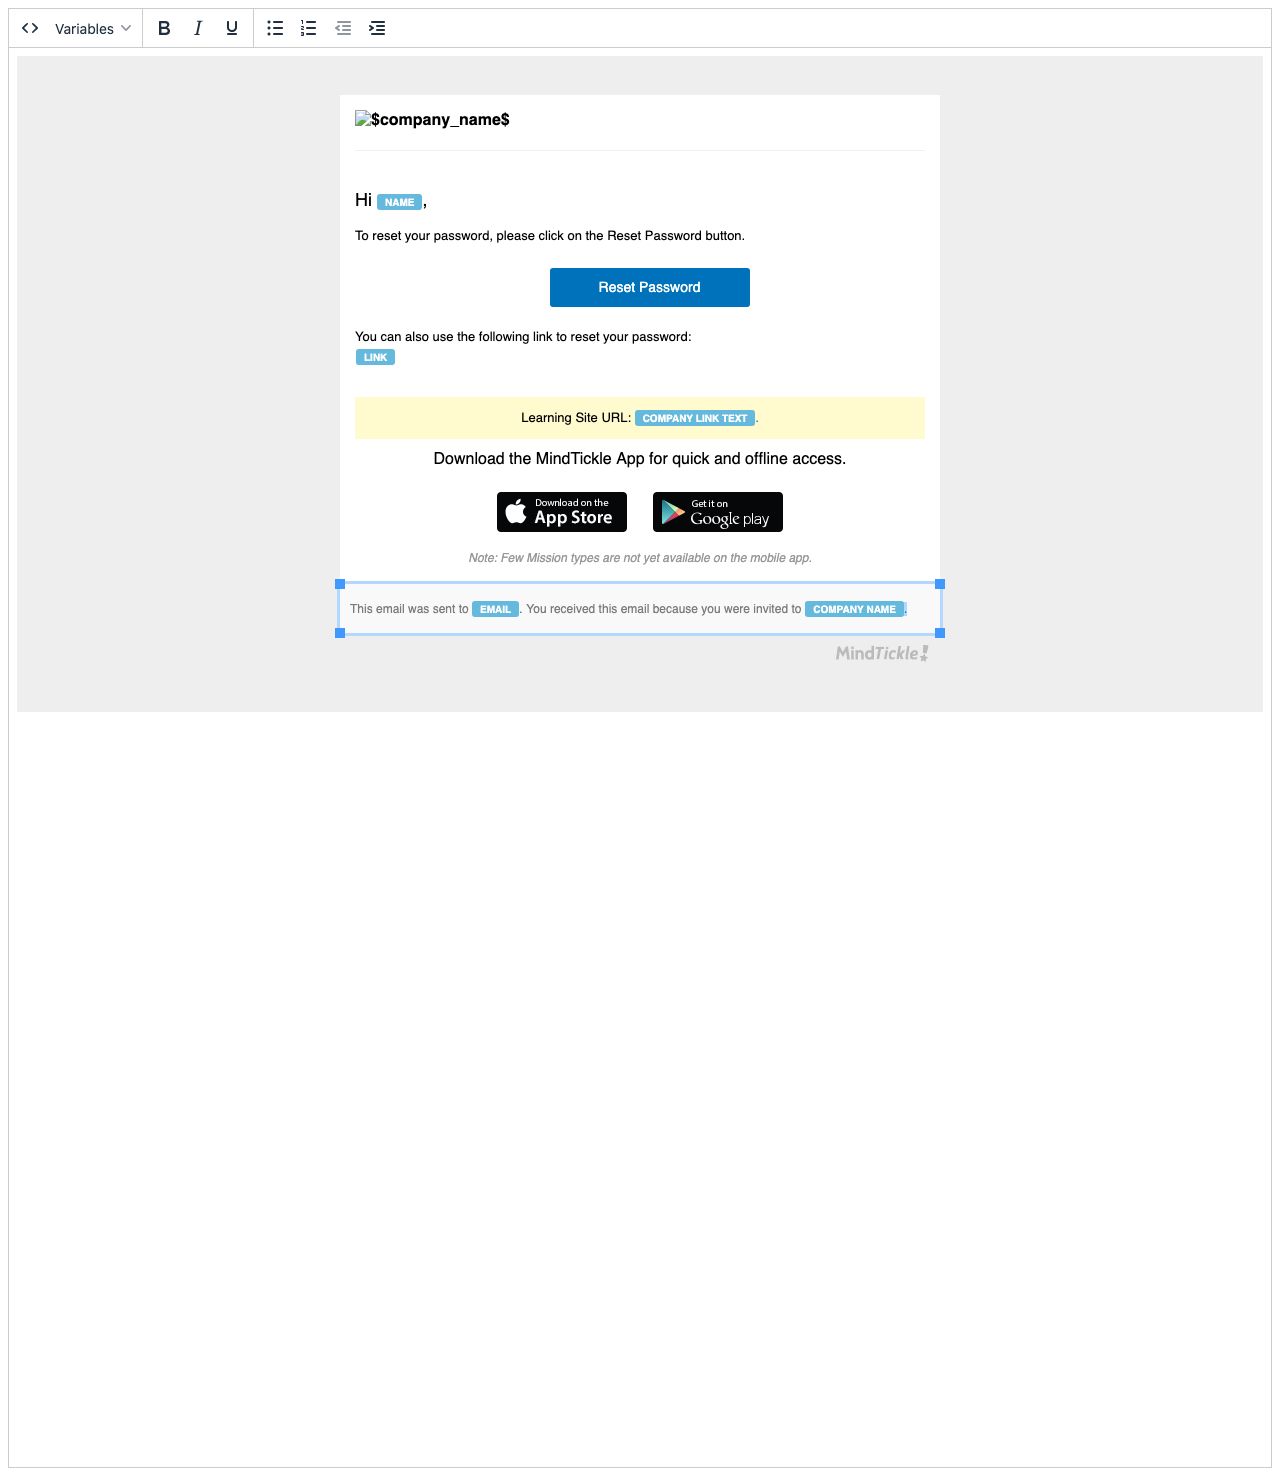 Variables B I U
$company_name$
Hi NAME,
To reset your password, please click on the Reset Password button.
Reset Password
You can also use the following link to reset your password:
LINK
Learning Site URL: COMPANY LINK TEXT.
Download the MindTickle App for quick and offline access.
Download on the
App Store
Get it on
Google play
Note: Few Mission types are not yet available on the mobile app.
This email was sent to EMAIL. You received this email because you were invited to COMPANY NAME.
MindTickle!